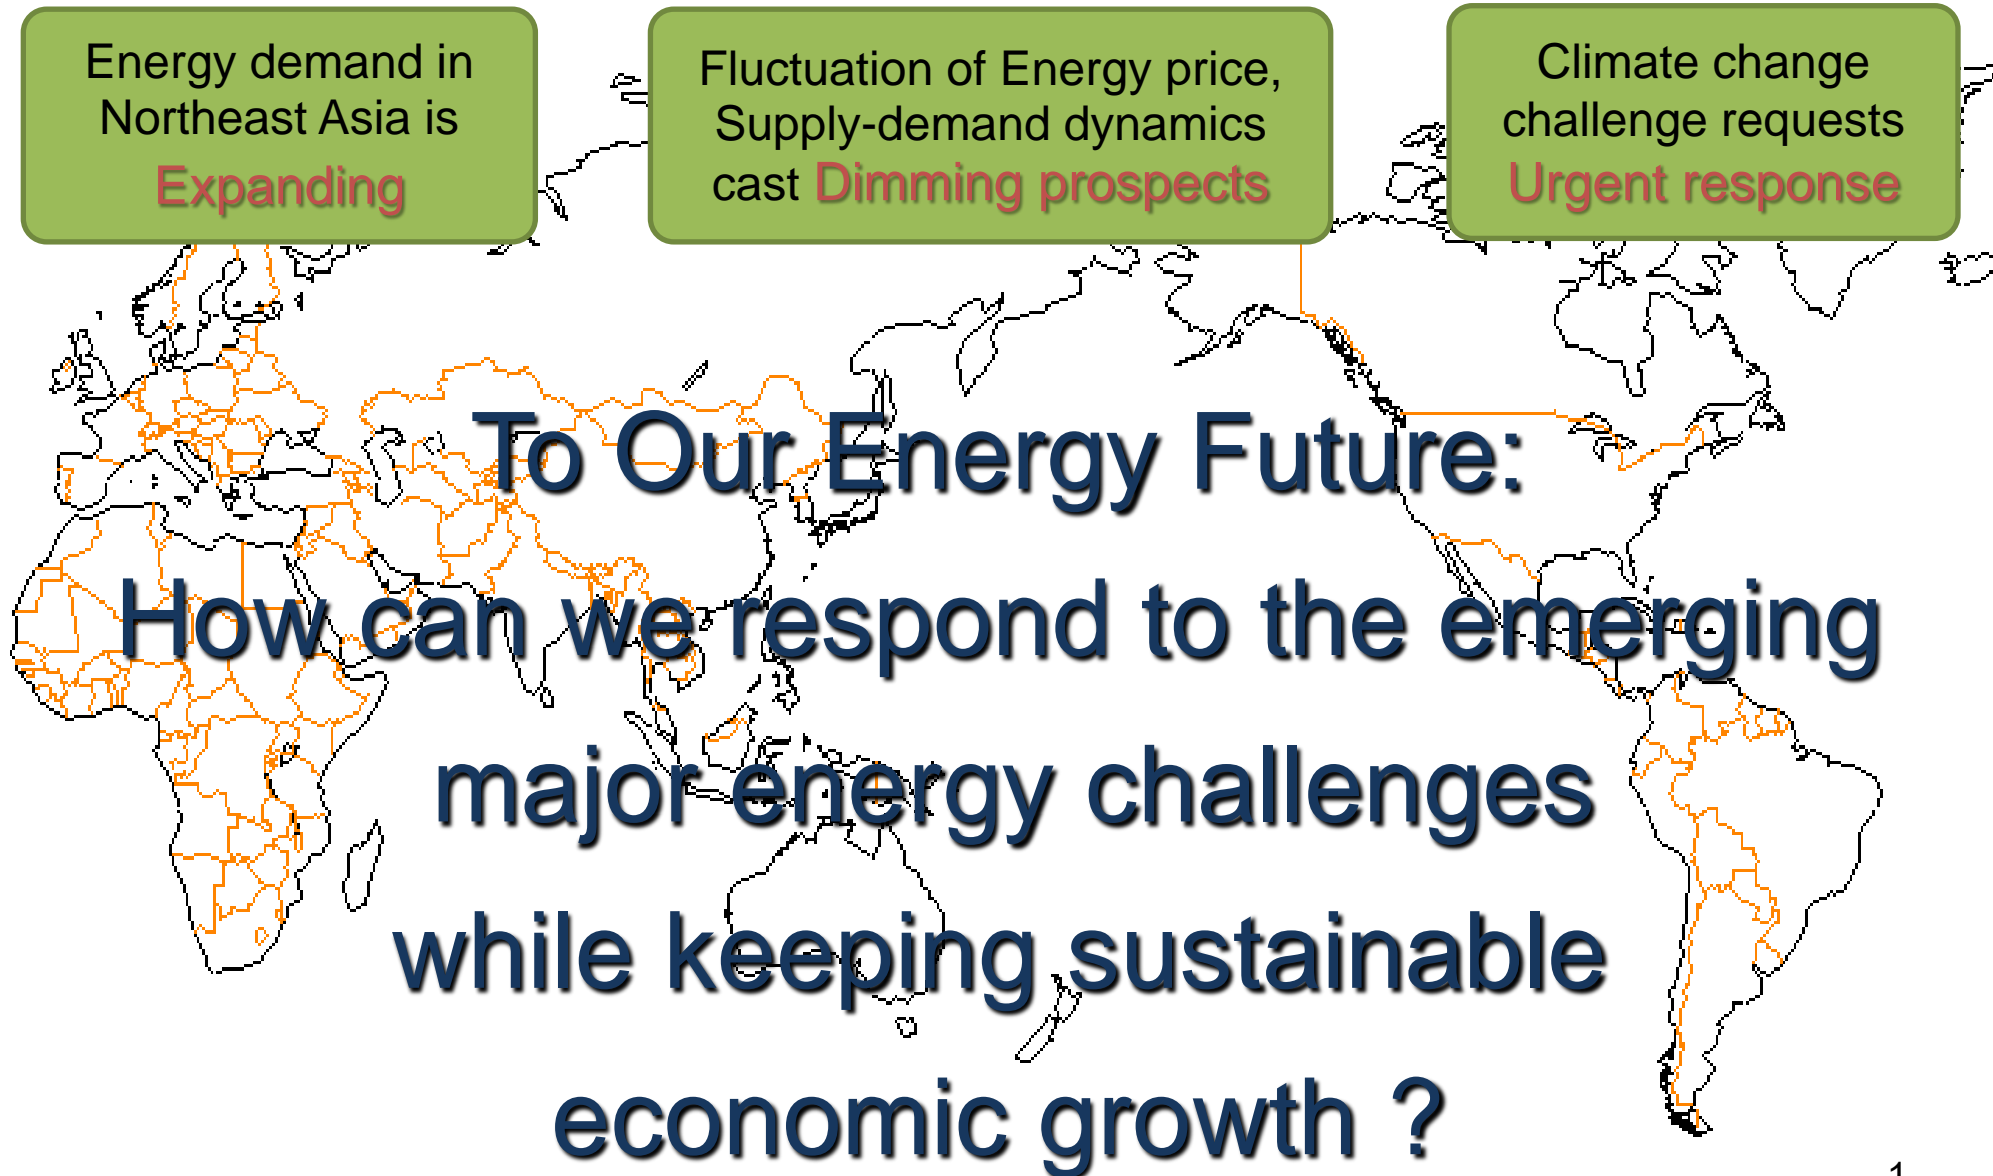 Energy demand in
Northeast Asia is
Expanding
Fluctuation of Energy price,
Supply-demand dynamics
cast Dimming prospects
Climate change
challenge requests
Urgent response
To Our Energy Future:
How can we respond to the emerging
major energy challenges
while keeping sustainable
economic growth ?
1